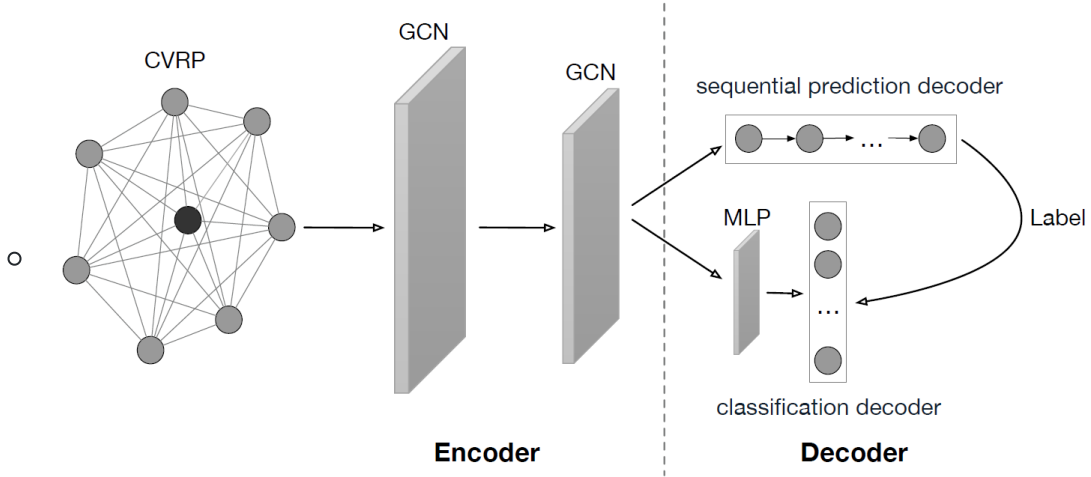 CVRP
GCN
GCN
sequential prediction decoder
...
Label
MLP
...
classification decoder
Encoder
Decoder